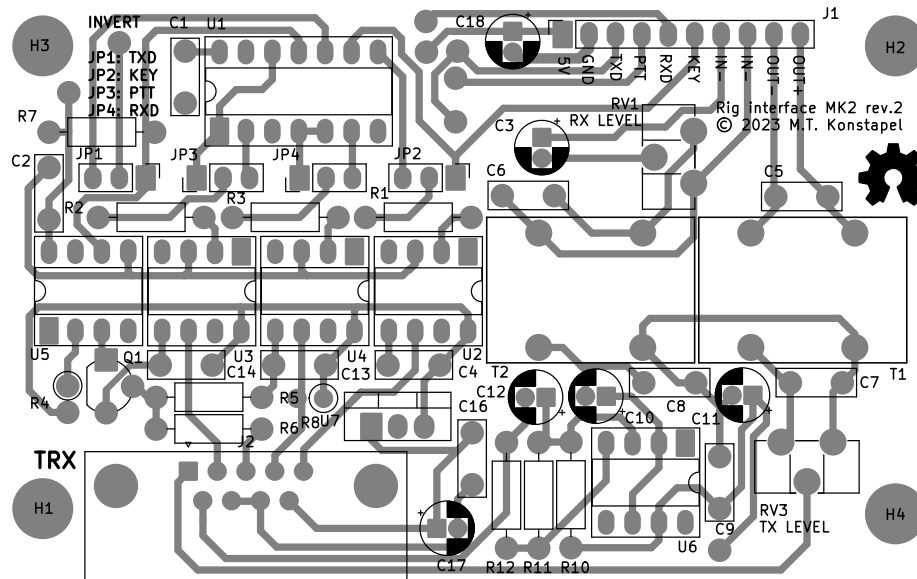 INVERT
JP1: TXD
JP2: KEY
JP3: PTT
JP4: RXD
C1
U1
C18
J1
H3
H2
5V
GND
TXD
PTT
RXD
KEY
IN-
IN-
OUT-
OUT+
RV1
RX LEVEL
Rig interface MK2 rev.2
© 2023 M.T. Konstapel
R7
C2
JP1
JP3
JP4
JP2
C3
C6
C5
R2
R3
R1
U5
Q1
U3
C14
U4
C13
U2
C4
T2
T1
C12
C10
C8
C11
C7
R4
R5
R6
R8
U7
C16
J2
TRX
H1
H4
C17
R12
R11
R10
U6
C9
RV3
TX LEVEL